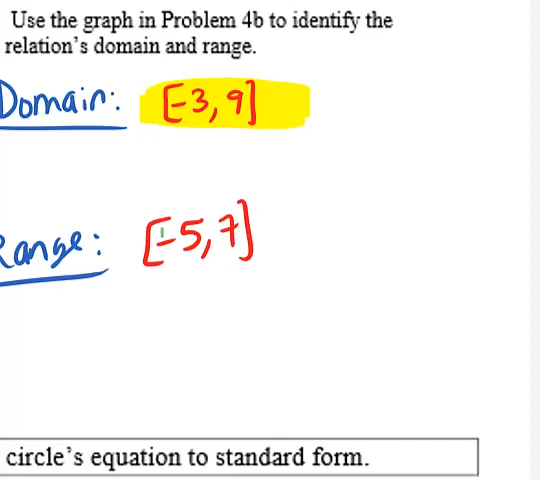 Use the graph in Problem 4b to identify the
relation's domain and range.
Domain: [-3, 9]
Range: [-5, 7]
circle's equation to standard form.